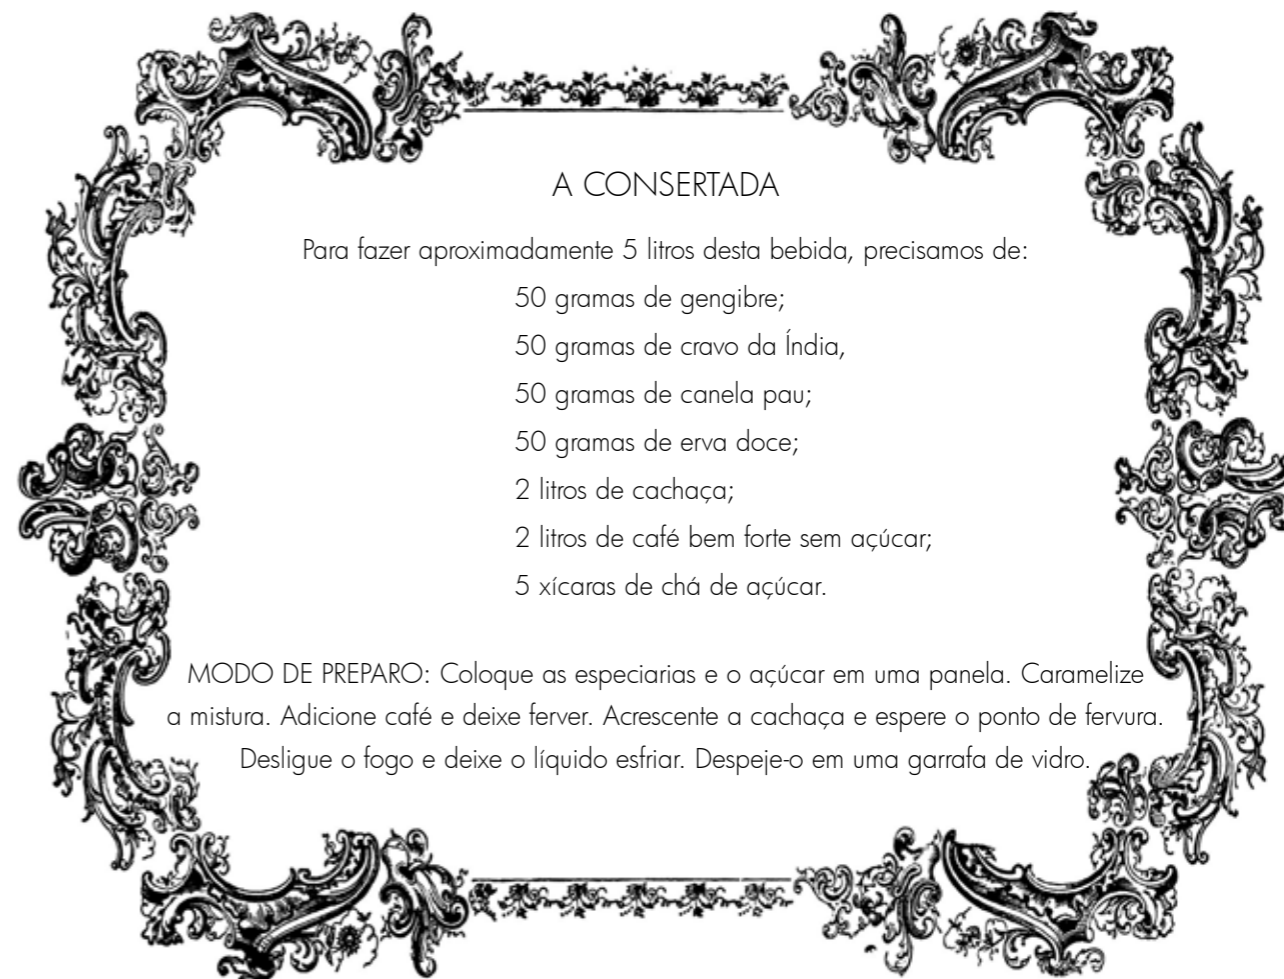 A CONSERTADA
Para fazer aproximadamente 5 litros desta bebida, precisamos de:
50 gramas de gengibre;
50 gramas de cravo da Índia,
50 gramas de canela pau;
50 gramas de erva doce;
2 litros de cachaça;
2 litros de café bem forte sem açúcar;
5 xícaras de chá de açúcar.
MODO DE PREPARO: Coloque as especiarias e o açúcar em uma panela. Caramelize
a mistura. Adicione café e deixe ferver. Acrescente a cachaça e espere o ponto de fervura.
Desligue o fogo e deixe o líquido esfriar. Despeje-o em uma garrafa de vidro.